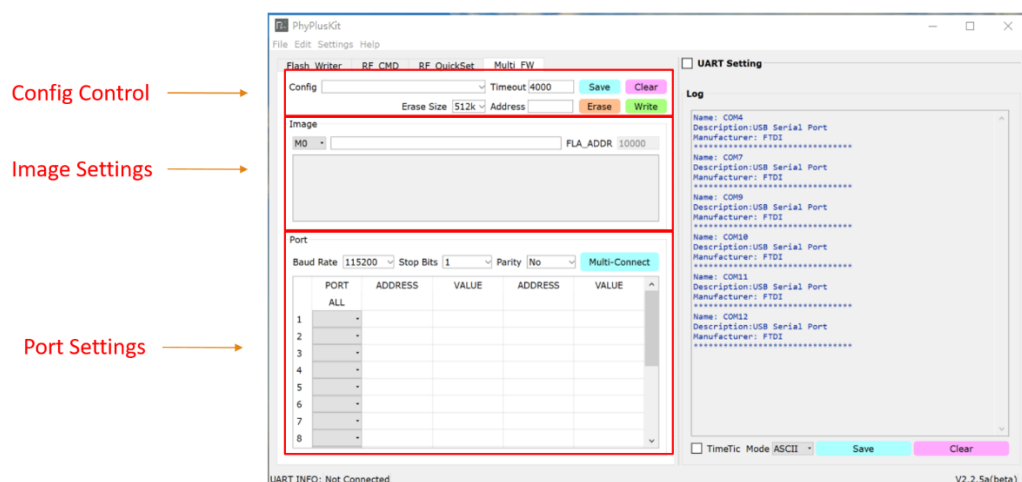 PhyPlusKit
File Edit Settings Help
Flash_Writer RF_CMD RF_QuickSet Multi_FW
Config Control
Config Timeout 4000 Save Clear
Erase Size 512k Address Erase Write
Image Settings
Image
M0 FLA_ADDR 10000
Port Settings
Port
Baud Rate 115200 Stop Bits 1 Parity No Multi-Connect
PORT ADDRESS VALUE ADDRESS VALUE
ALL
1
2
3
4
5
6
7
8
UART Setting
Log
Name: COM4
Description:USB Serial Port
Manufacturer: FTDI
********************************
Name: COM7
Description:USB Serial Port
Manufacturer: FTDI
********************************
Name: COM9
Description:USB Serial Port
Manufacturer: FTDI
********************************
Name: COM10
Description:USB Serial Port
Manufacturer: FTDI
********************************
Name: COM11
Description:USB Serial Port
Manufacturer: FTDI
********************************
Name: COM12
Description:USB Serial Port
Manufacturer: FTDI
********************************
TimeTic Mode ASCII Save Clear
UART INFO: Not Connected V2.2.5a(beta)